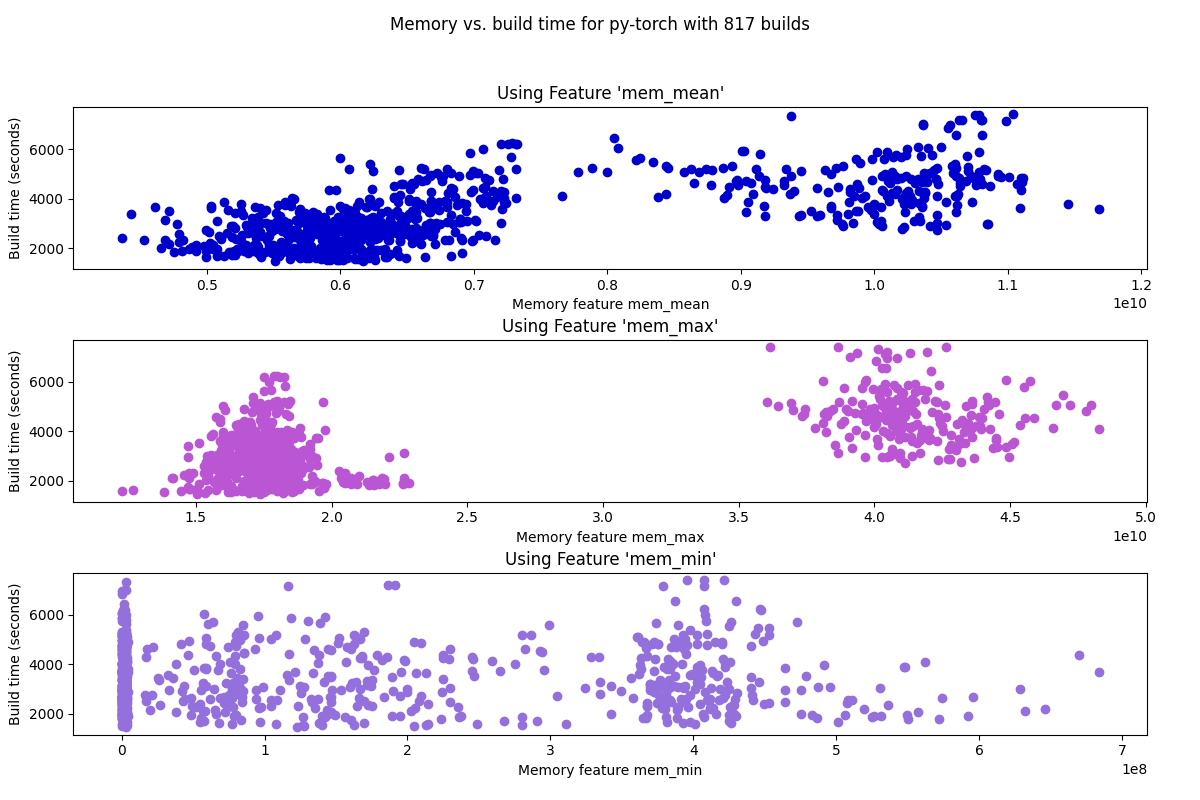 Memory vs. build time for py-torch with 817 builds
Using Feature 'mem_mean'
Build time (seconds)
6000
4000
2000
0.5 0.6 0.7 0.8 0.9 1.0 1.1 1.2
1e10
Memory feature mem_mean
Using Feature 'mem_max'
Build time (seconds)
6000
4000
2000
1.5 2.0 2.5 3.0 3.5 4.0 4.5 5.0
1e10
Memory feature mem_max
Using Feature 'mem_min'
Build time (seconds)
6000
4000
2000
0 1 2 3 4 5 6 7
1e8
Memory feature mem_min